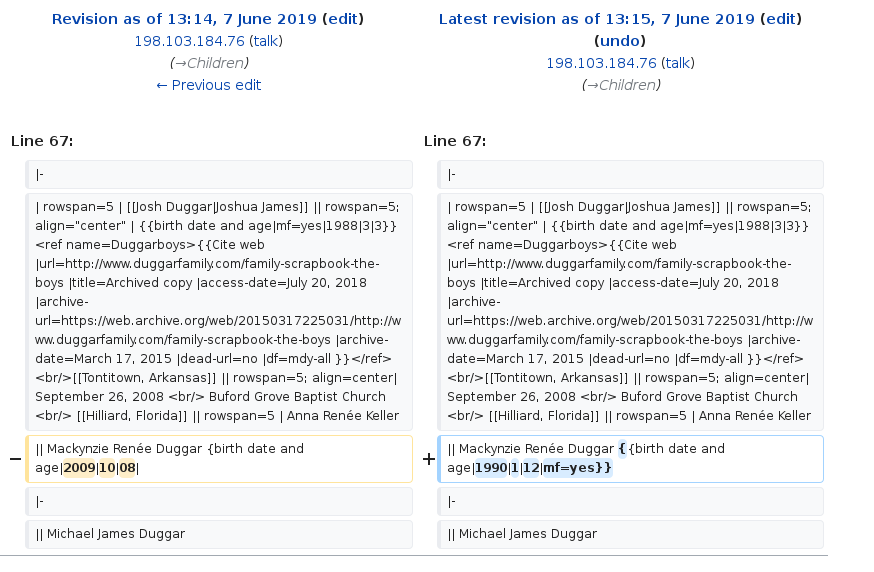 Revision as of 13:14, 7 June 2019 (edit)
198.103.184.76 (talk)
(→Children)
← Previous edit
Latest revision as of 13:15, 7 June 2019 (edit)
(undo)
198.103.184.76 (talk)
(→Children)
Line 67:
Line 67:
|-
|-
| rowspan=5 | [[Josh Duggar|Joshua James]] || rowspan=5;
align="center" | {{birth date and age|mf=yes|1988|3|3}}
<ref name=Duggarboys>{{Cite web
|url=http://www.duggarfamily.com/family-scrapbook-the-
boys |title=Archived copy |access-date=July 20, 2018
|archive-
url=https://web.archive.org/web/20150317225031/http://w
ww.duggarfamily.com/family-scrapbook-the-boys |archive-
date=March 17, 2015 |dead-url=no |df=mdy-all }}</ref>
<br/>[[Tontitown, Arkansas]] || rowspan=5; align=center|
September 26, 2008 <br/> Buford Grove Baptist Church
<br/> [[Hilliard, Florida]] || rowspan=5 | Anna Renée Keller
| rowspan=5 | [[Josh Duggar|Joshua James]] || rowspan=5;
align="center" | {{birth date and age|mf=yes|1988|3|3}}
<ref name=Duggarboys>{{Cite web
|url=http://www.duggarfamily.com/family-scrapbook-the-
boys |title=Archived copy |access-date=July 20, 2018
|archive-
url=https://web.archive.org/web/20150317225031/http://w
ww.duggarfamily.com/family-scrapbook-the-boys |archive-
date=March 17, 2015 |dead-url=no |df=mdy-all }}</ref>
<br/>[[Tontitown, Arkansas]] || rowspan=5; align=center|
September 26, 2008 <br/> Buford Grove Baptist Church
<br/> [[Hilliard, Florida]] || rowspan=5 | Anna Renée Keller
− || Mackynzie Renée Duggar {birth date and
age|2009|10|08|
+ || Mackynzie Renée Duggar {{birth date and
age|1990|1|12|mf=yes}}
|-
|-
|| Michael James Duggar
|| Michael James Duggar